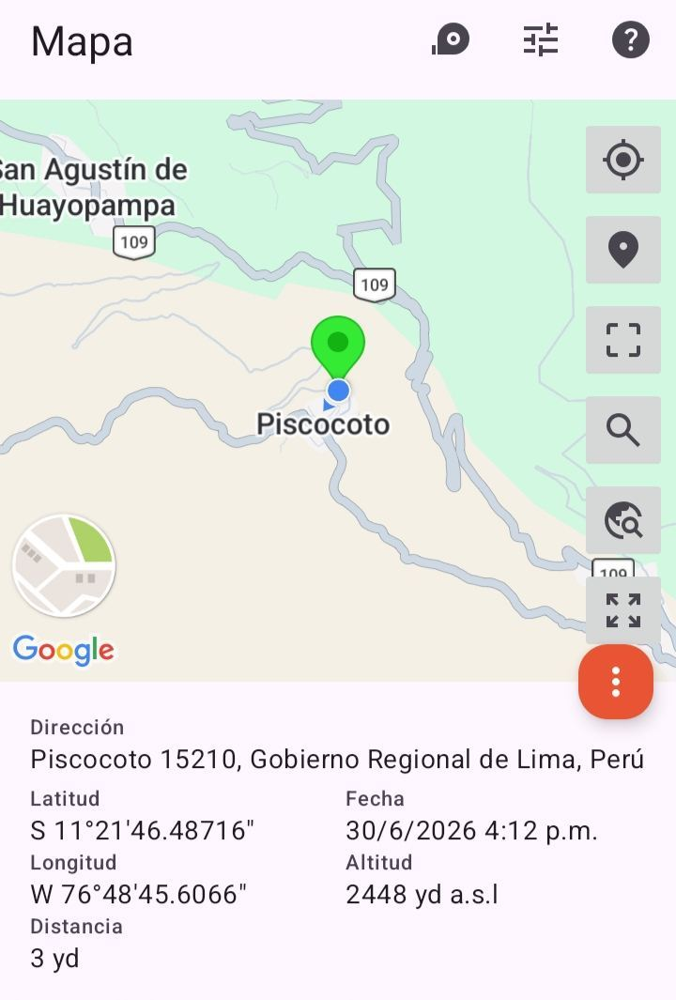 Mapa
San Agustín de
Huayopampa
109
109
Piscocoto
109
Google
Dirección
Piscocoto 15210, Gobierno Regional de Lima, Perú
Latitud
S 11°21'46.48716"
Fecha
30/6/2026 4:12 p.m.
Longitud
W 76°48'45.6066"
Altitud
2448 yd a.s.l
Distancia
3 yd